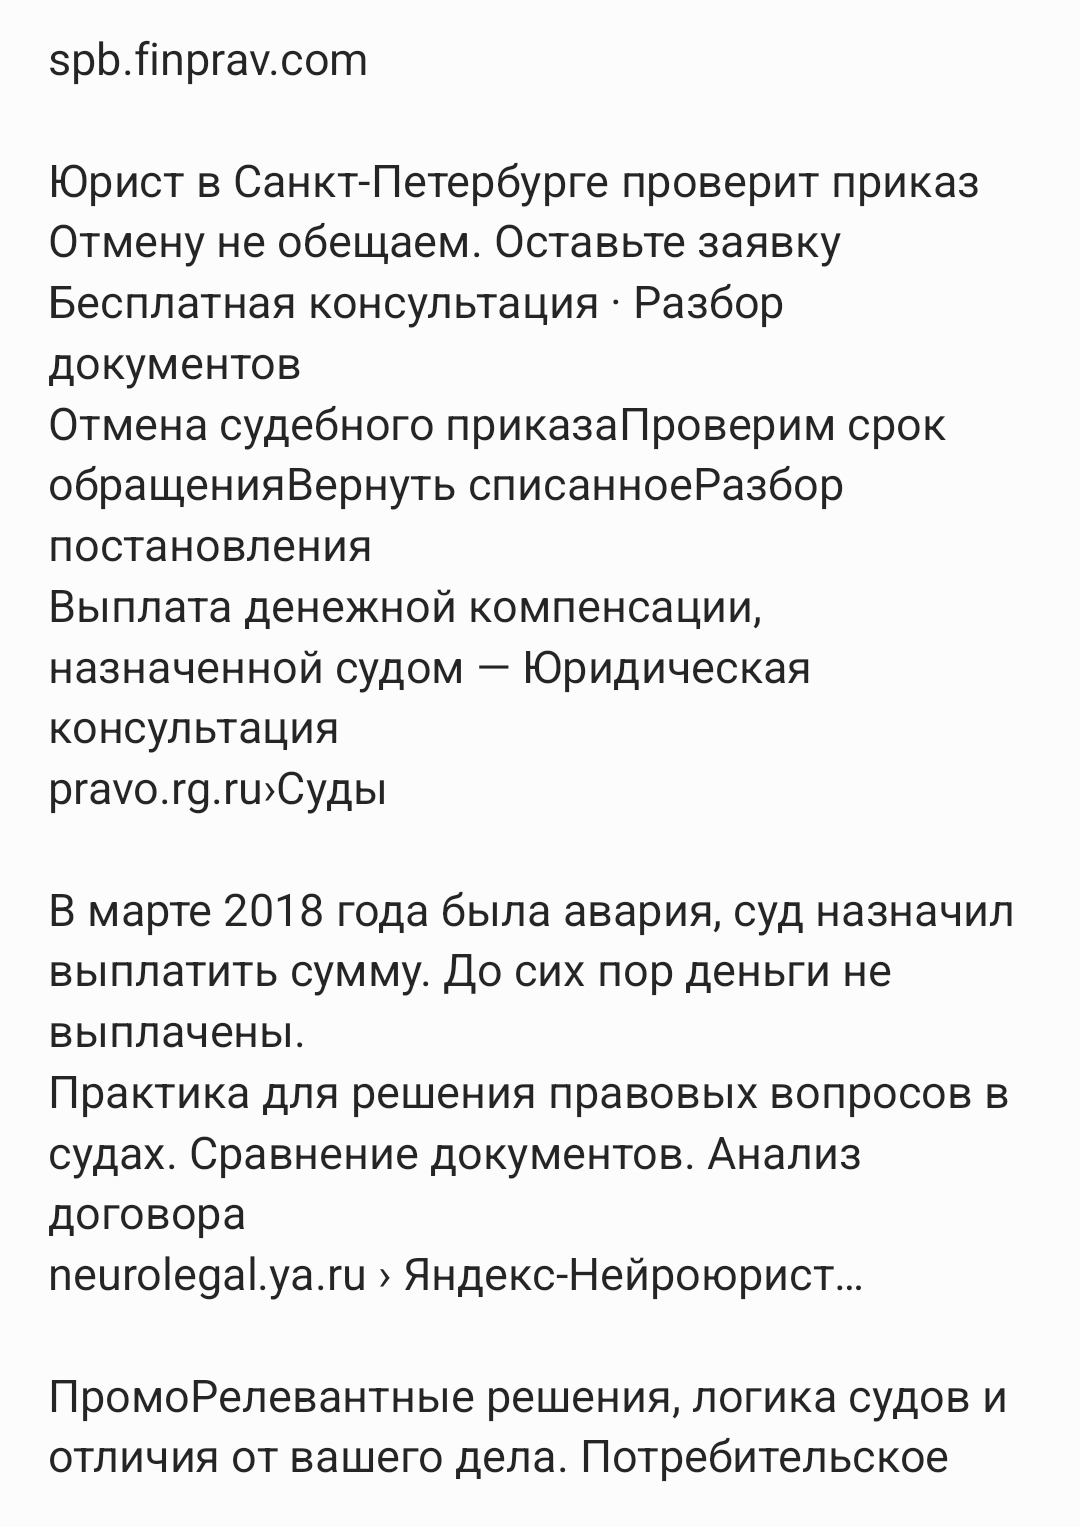 spb.finprav.com
Юрист в Санкт-Петербурге проверит приказ
Отмену не обещаем. Оставьте заявку
Бесплатная консультация · Разбор
документов
Отмена судебного приказаПроверим срок
обращенияВернуть списанноеРазбор
постановления
Выплата денежной компенсации,
назначенной судом — Юридическая
консультация
pravo.rg.ru›Суды
В марте 2018 года была авария, суд назначил
выплатить сумму. До сих пор деньги не
выплачены.
Практика для решения правовых вопросов в
судах. Сравнение документов. Анализ
договора
neurolegal.ya.ru › Яндекс-Нейроюрист…
ПромоРелевантные решения, логика судов и
отличия от вашего дела. Потребительское